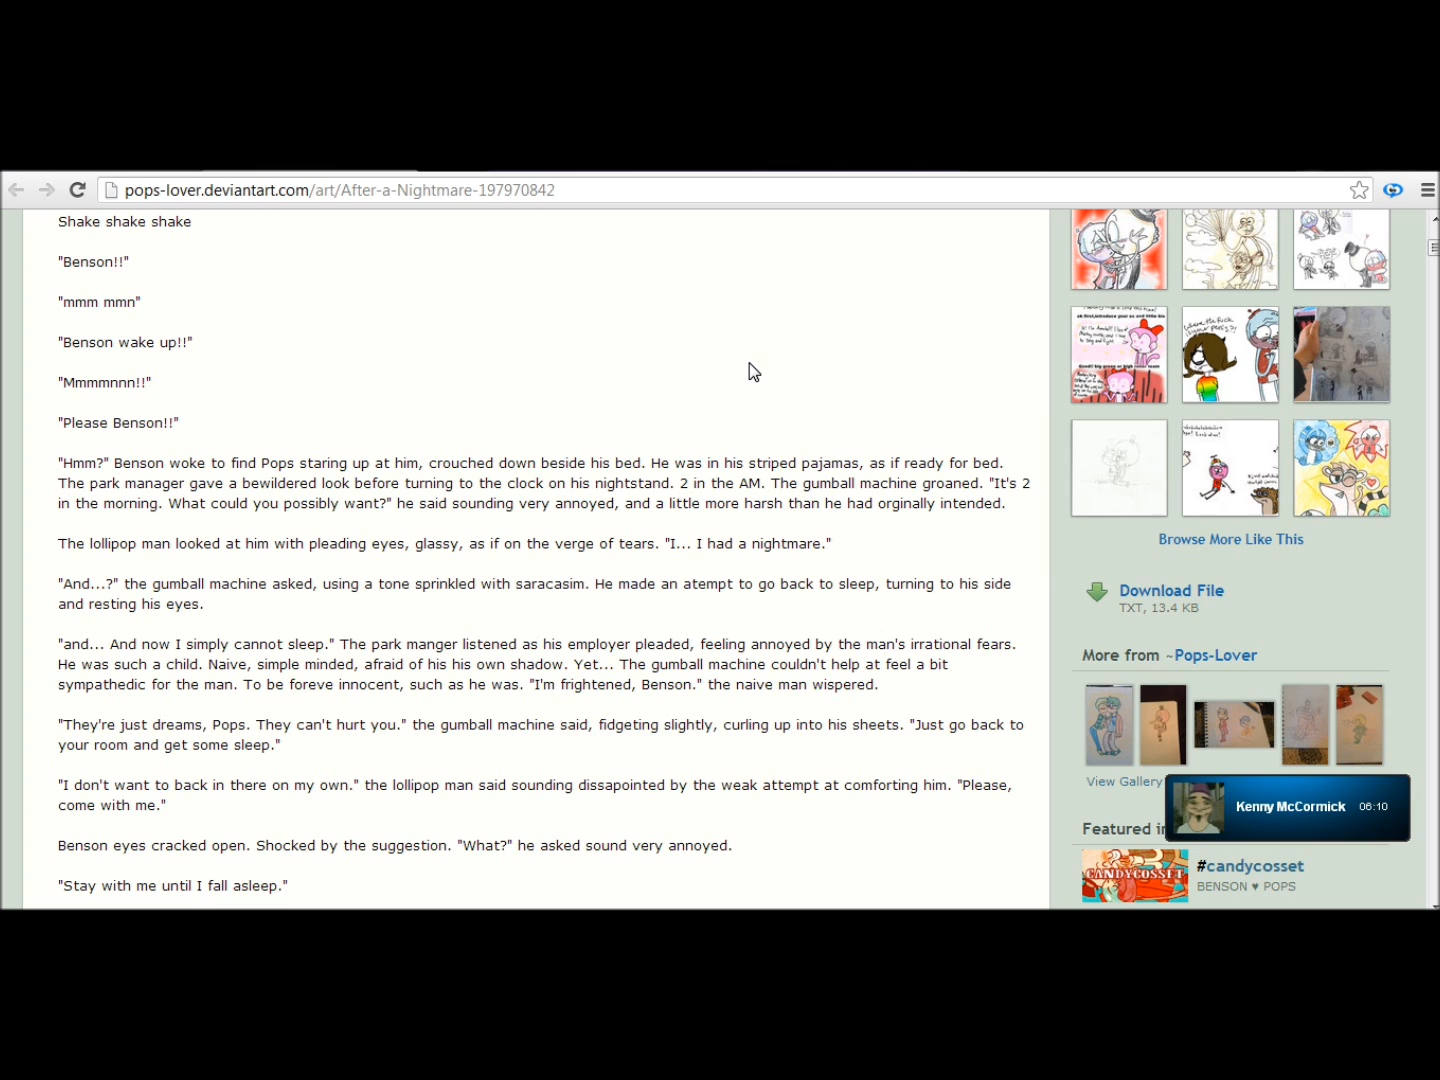 pops-lover.deviantart.com/art/After-a-Nightmare-197970842
Shake shake shake
"Benson!!"
"mmm mmn"
"Benson wake up!!"
"Mmmmnnn!!"
"Please Benson!!"
"Hmm?" Benson woke to find Pops staring up at him, crouched down beside his bed. He was in his striped pajamas, as if ready for bed.
The park manager gave a bewildered look before turning to the clock on his nightstand. 2 in the AM. The gumball machine groaned. "It's 2
in the morning. What could you possibly want?" he said sounding very annoyed, and a little more harsh than he had orginally intended.
The lollipop man looked at him with pleading eyes, glassy, as if on the verge of tears. "I... I had a nightmare."
"And...?" the gumball machine asked, using a tone sprinkled with saracasim. He made an atempt to go back to sleep, turning to his side
and resting his eyes.
"and... And now I simply cannot sleep." The park manger listened as his employer pleaded, feeling annoyed by the man's irrational fears.
He was such a child. Naive, simple minded, afraid of his his own shadow. Yet... The gumball machine couldn't help at feel a bit
sympathedic for the man. To be foreve innocent, such as he was. "I'm frightened, Benson." the naive man wispered.
"They're just dreams, Pops. They can't hurt you." the gumball machine said, fidgeting slightly, curling up into his sheets. "Just go back to
your room and get some sleep."
"I don't want to back in there on my own." the lollipop man said sounding dissapointed by the weak attempt at comforting him. "Please,
come with me."
Benson eyes cracked open. Shocked by the suggestion. "What?" he asked sound very annoyed.
"Stay with me until I fall asleep."
Browse More Like This
Download File
TXT, 13.4 KB
More from ~Pops-Lover
View Gallery
Kenny McCormick 06:10
Featured in
CANDYCOSSET
#candycosset
BENSON ♥ POPS